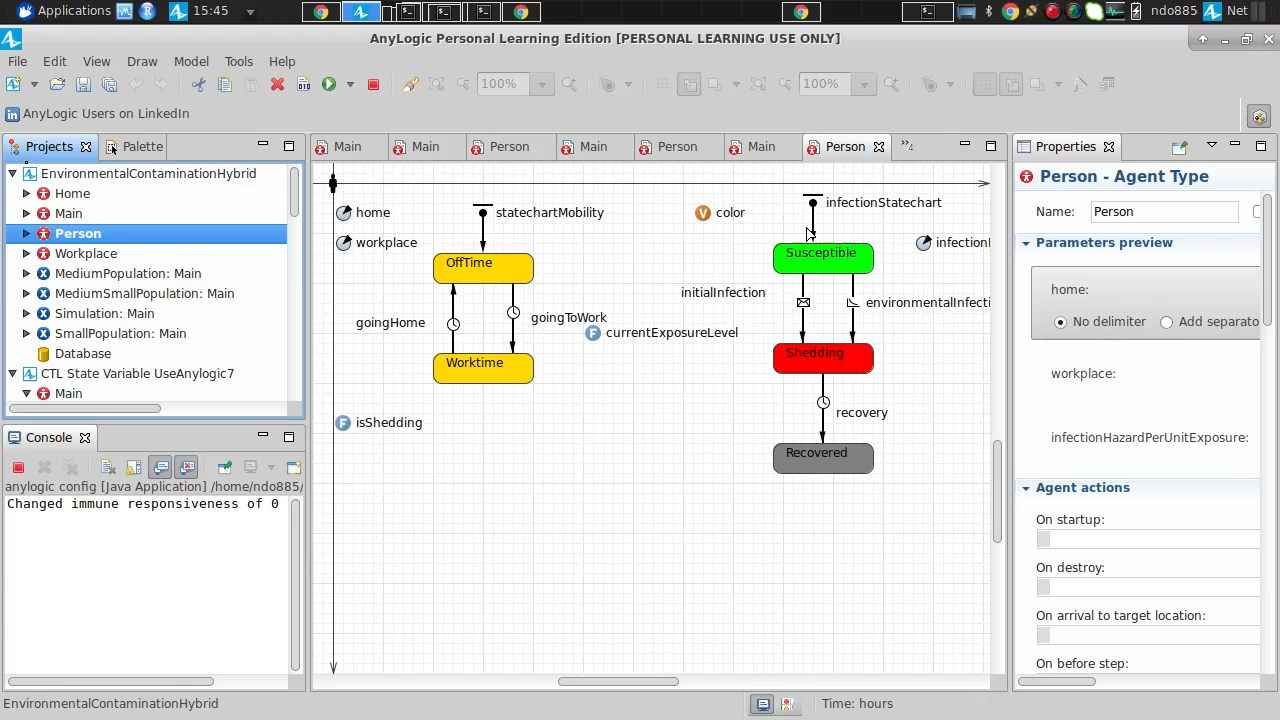 Applications 15:45 ndo885 Net
AnyLogic Personal Learning Edition [PERSONAL LEARNING USE ONLY]
File Edit View Draw Model Tools Help
100% 100%
AnyLogic Users on LinkedIn
Projects Palette
Main Main Person Main Person Main Person »4
Properties
EnvironmentalContaminationHybrid
Home
Main
Person
Workplace
MediumPopulation: Main
MediumSmallPopulation: Main
Simulation: Main
SmallPopulation: Main
Database
CTL State Variable UseAnylogic7
Main
Console
anylogic config [Java Application] /home/ndo885/
Changed immune responsiveness of 0
home
workplace
statechartMobility
OffTime
goingHome
goingToWork
Worktime
isShedding
currentExposureLevel
color
infectionStatechart
Susceptible
infectionH
initialInfection
environmentalInfecti
Shedding
recovery
Recovered
Person - Agent Type
Name: Person
Parameters preview
home:
No delimiter Add separato
workplace:
infectionHazardPerUnitExposure:
Agent actions
On startup:
On destroy:
On arrival to target location:
On before step:
EnvironmentalContaminationHybrid
Time: hours